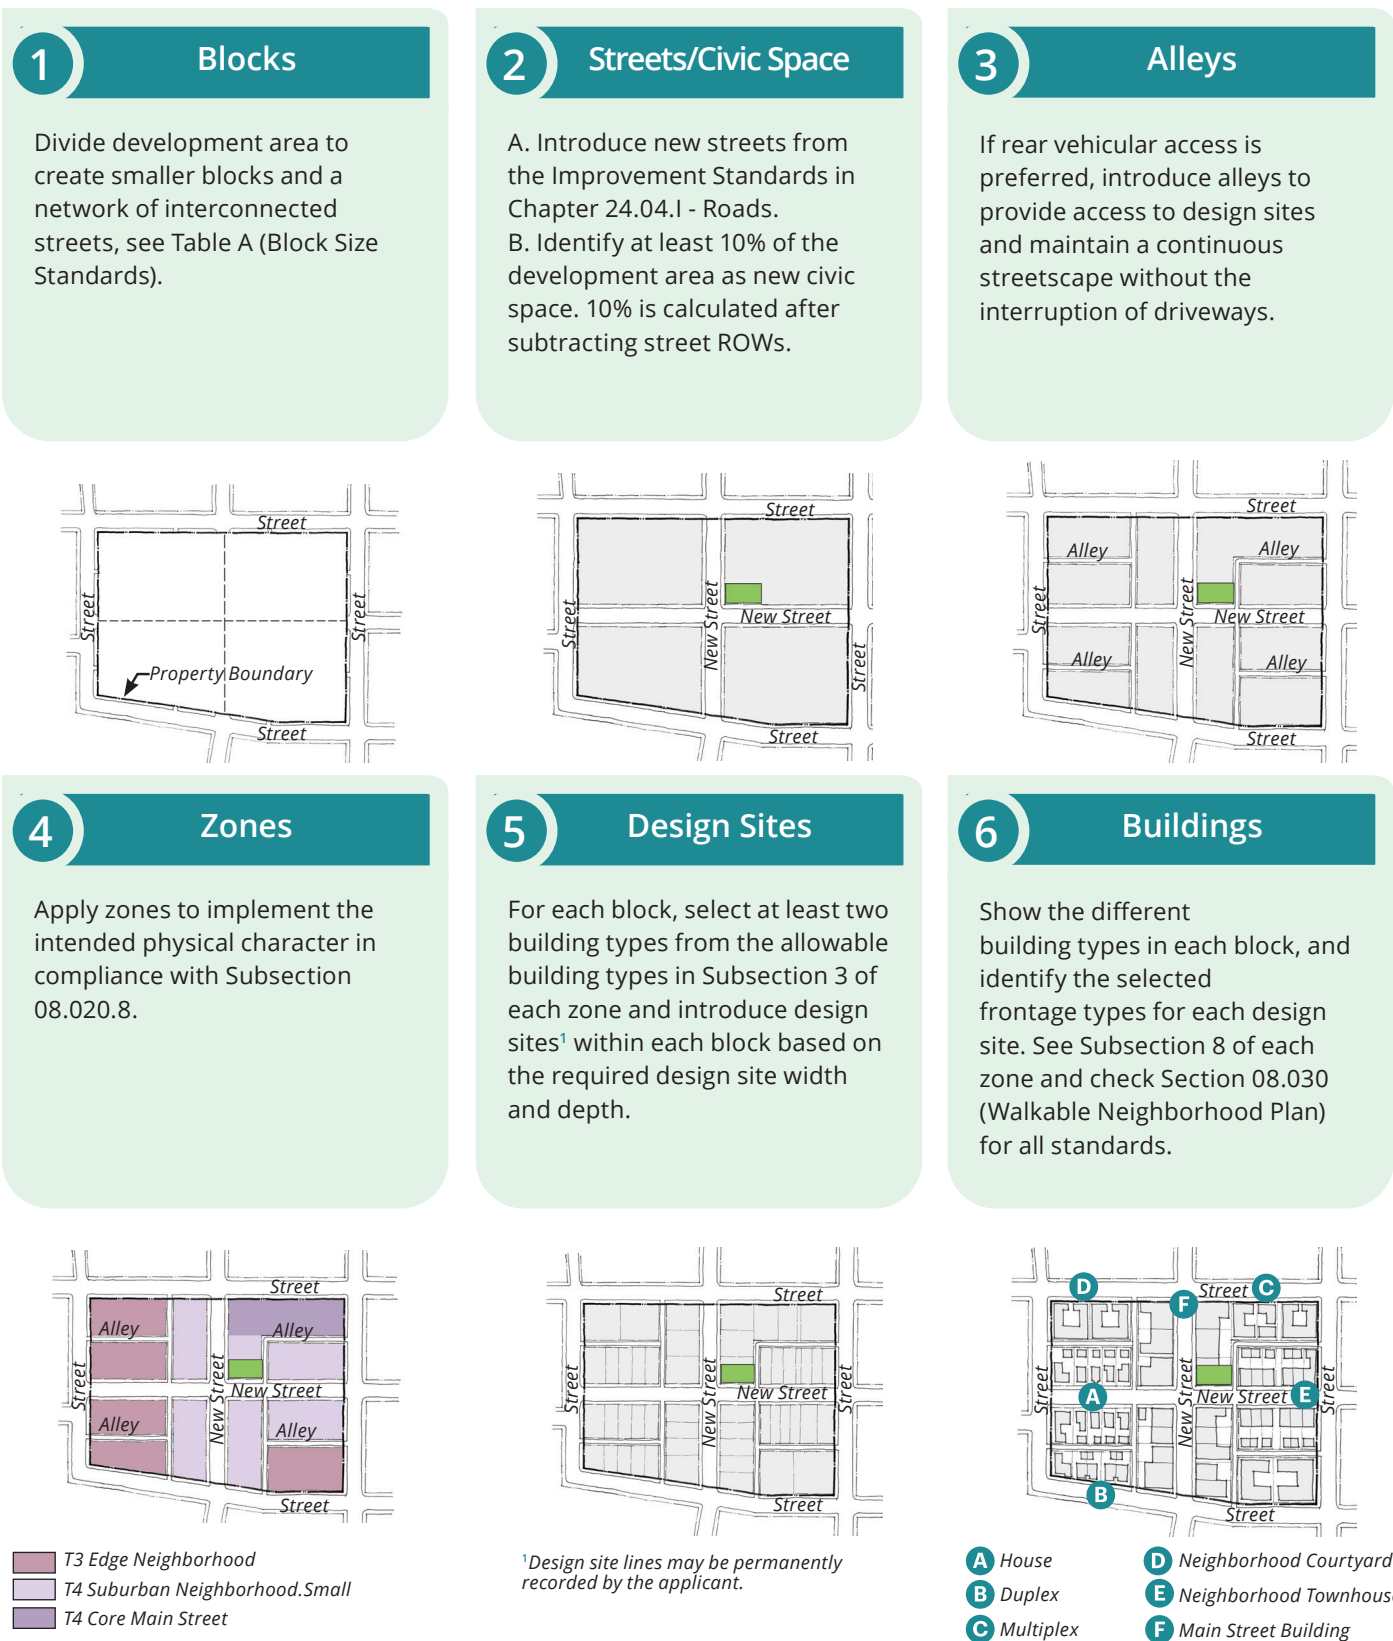 1
Blocks
Divide development area to
create smaller blocks and a
network of interconnected
streets, see Table A (Block Size
Standards).
2
Streets/Civic Space
A. Introduce new streets from
the Improvement Standards in
Chapter 24.04.I - Roads.
B. Identify at least 10% of the
development area as new civic
space. 10% is calculated after
subtracting street ROWs.
3
Alleys
If rear vehicular access is
preferred, introduce alleys to
provide access to design sites
and maintain a continuous
streetscape without the
interruption of driveways.
Street
Street
Street
Property Boundary
Street
Street
Street
New Street
New Street
Street
Street
Street
Alley
Alley
Street
New Street
New Street
Alley
Alley
Street
4
Zones
Apply zones to implement the
intended physical character in
compliance with Subsection
08.020.8.
5
Design Sites
For each block, select at least two
building types from the allowable
building types in Subsection 3 of
each zone and introduce design
sites¹ within each block based on
the required design site width
and depth.
6
Buildings
Show the different
building types in each block, and
identify the selected
frontage types for each design
site. See Subsection 8 of each
zone and check Section 08.030
(Walkable Neighborhood Plan)
for all standards.
Street
Alley
Alley
Street
New Street
New Street
Street
Alley
Alley
Street
T3 Edge Neighborhood
T4 Suburban Neighborhood.Small
T4 Core Main Street
Street
Street
New Street
New Street
Street
Street
¹Design site lines may be permanently
recorded by the applicant.
D
F
Street
C
Street
A
New Street
New Street
E
Street
B
Street
A House
B Duplex
C Multiplex
D Neighborhood Courtyard
E Neighborhood Townhouse
F Main Street Building